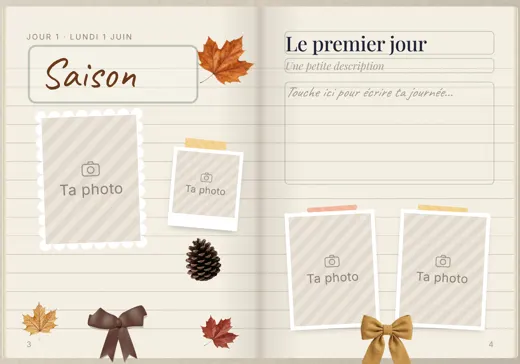 JOUR 1 · LUNDI 1 JUIN
Saison
Ta photo
Ta photo
3
Le premier jour
Une petite description
Touche ici pour écrire ta journée...
Ta photo
Ta photo
4